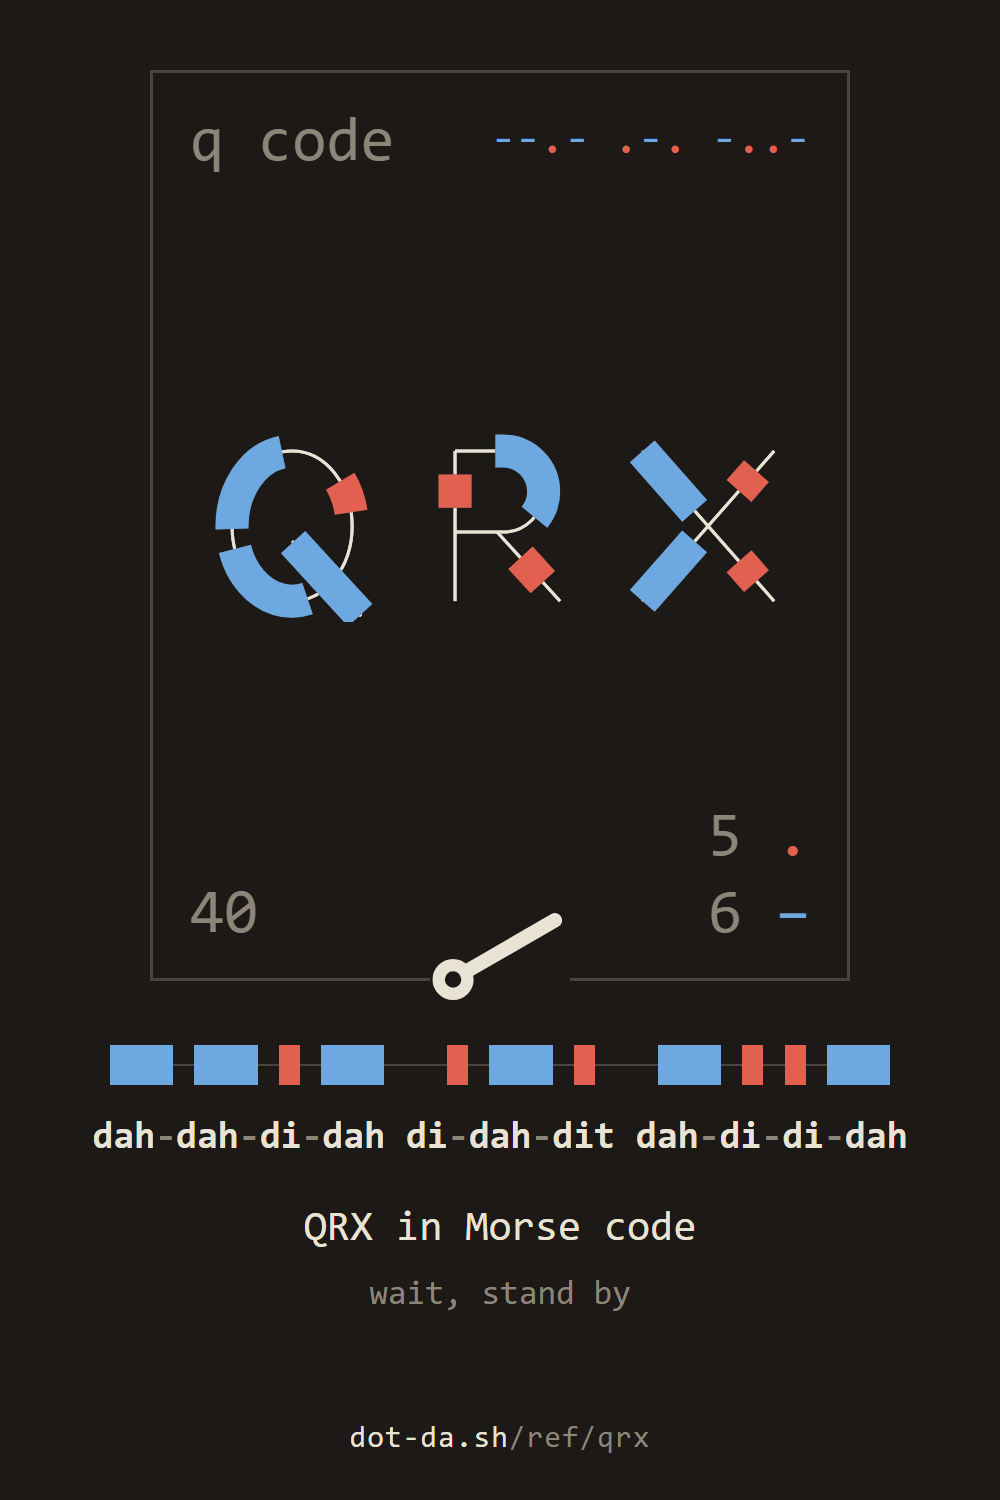 q code --.- .-. -..-
QRX
5 .
40 6 -
dah-dah-di-dah di-dah-dit dah-di-di-dah
QRX in Morse code
wait, stand by
dot-da.sh/ref/qrx